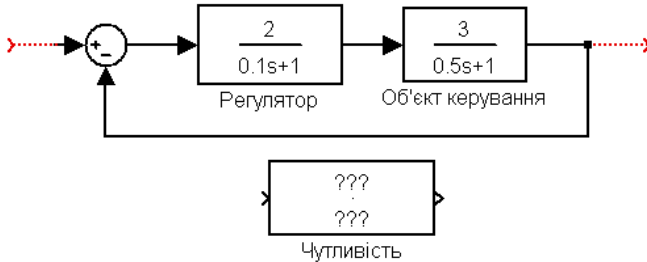 +
−
2
0.1s+1
Регулятор
3
0.5s+1
Об'єкт керування
???
???
Чутливість